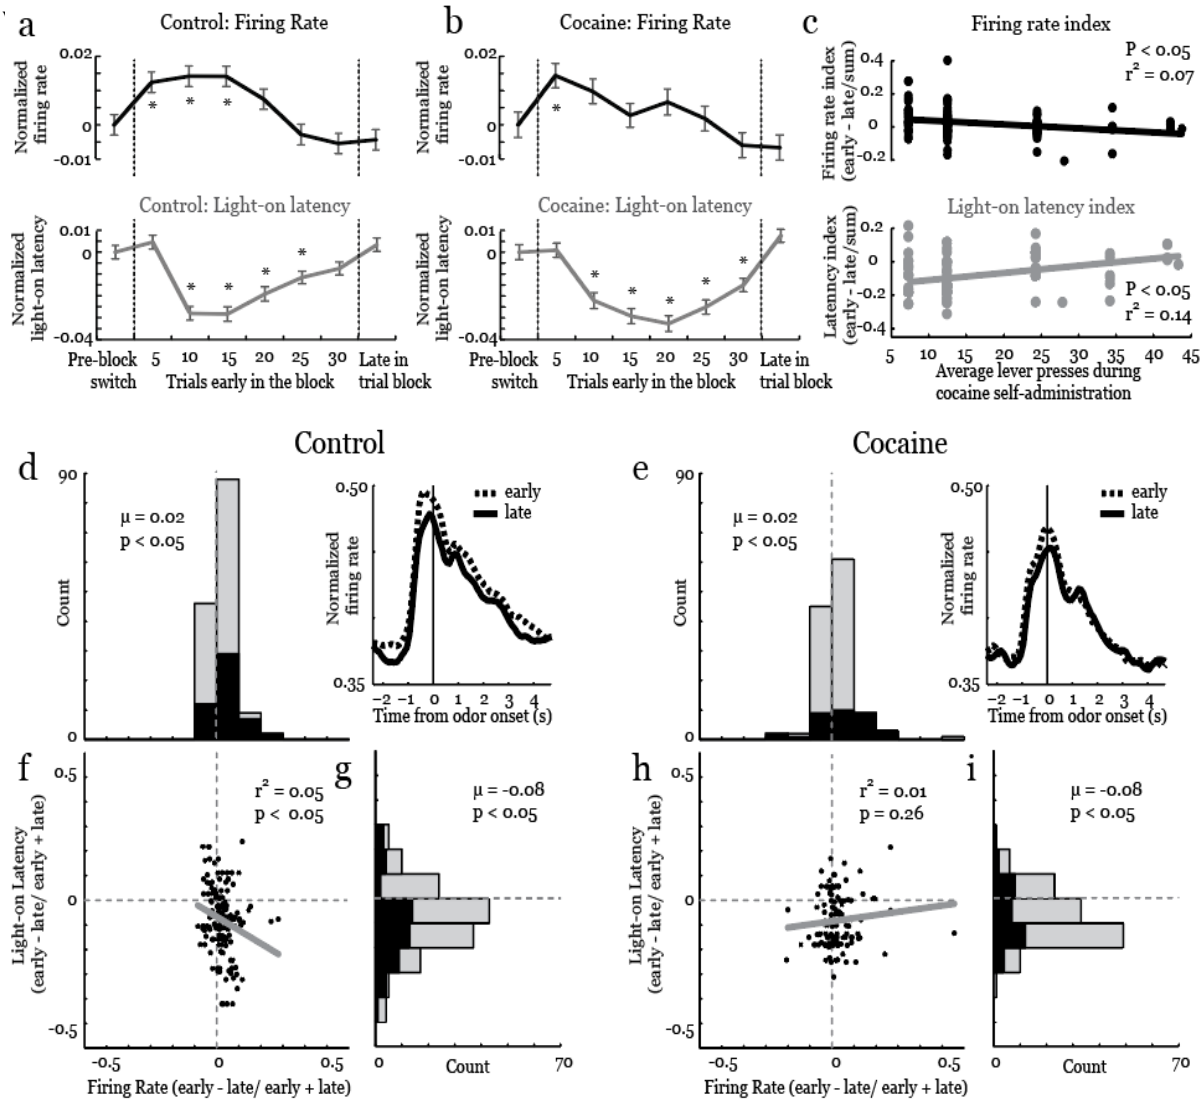 a
Control: Firing Rate
Normalized
firing rate
0.02
0
-0.01
* * *
b
Cocaine: Firing Rate
Normalized
firing rate
0.02
0
-0.01
*
c
Firing rate index
P < 0.05
r² = 0.07
Firing rate index
(early - late/sum)
0.4
0.2
0
-0.2
Control: Light-on latency
Normalized
light-on latency
0.01
0
-0.04
* * * *
Pre-block
switch
5 10 15 20 25 30
Trials early in the block
Late in
trial block
Cocaine: Light-on latency
Normalized
light-on latency
0.01
0
-0.04
* * * * *
Pre-block
switch
5 10 15 20 25 30
Trials early in the block
Late in
trial block
Light-on latency index
Latenncy index
(early - late/sum)
0.2
0
-0.2
-0.4
P < 0.05
r² = 0.14
5 10 15 20 25 30 35 40 45
Average lever presses during
cocaine self-administration
Control
d
90
Count
0
μ = 0.02
p < 0.05
0.50
Normalized
firing rate
0.35
early
late
-2 -1 0 1 2 3 4
Time from odor onset (s)
Cocaine
e
90
Count
0
μ = 0.02
p < 0.05
0.50
Normalized
firing rate
0.35
early
late
-2 -1 0 1 2 3 4
Time from odor onset (s)
f
Light-on Latency
(early - late/ early + late)
0.5
0
-0.5
r² = 0.05
p < 0.05
-0.5 0 0.5
Firing Rate (early - late/ early + late)
g
μ = -0.08
p < 0.05
0 70
Count
h
Light-on Latency
(early - late/ early + late)
0.5
0
-0.5
r² = 0.01
p = 0.26
-0.5 0 0.5
Firing Rate (early - late/ early + late)
i
μ = -0.08
p < 0.05
0 70
Count